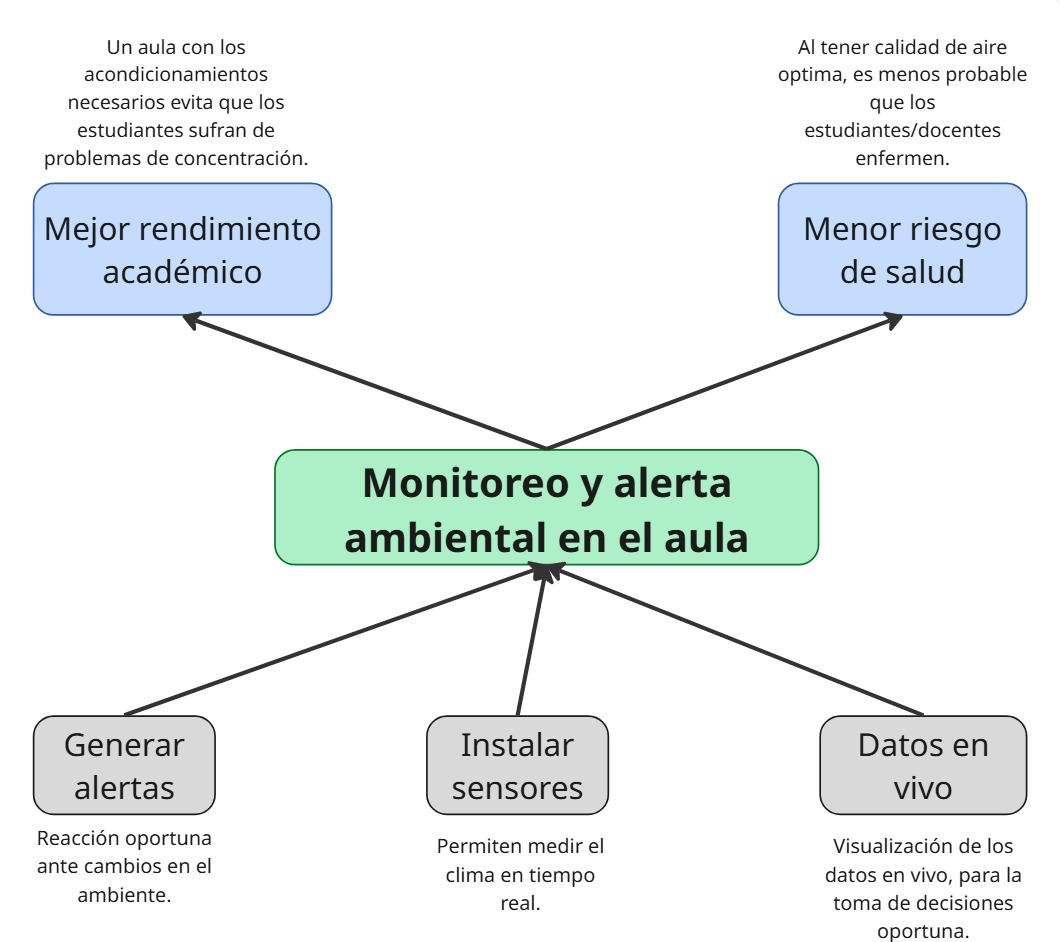 Un aula con los
acondicionamientos
necesarios evita que los
estudiantes sufran de
problemas de concentración.
Al tener calidad de aire
optima, es menos probable
que los
estudiantes/docentes
enfermen.
Mejor rendimiento
académico
Menor riesgo
de salud
Monitoreo y alerta
ambiental en el aula
Generar
alertas
Instalar
sensores
Datos en
vivo
Reacción oportuna
ante cambios en el
ambiente.
Permiten medir el
clima en tiempo
real.
Visualización de los
datos en vivo, para la
toma de decisiones
oportuna.